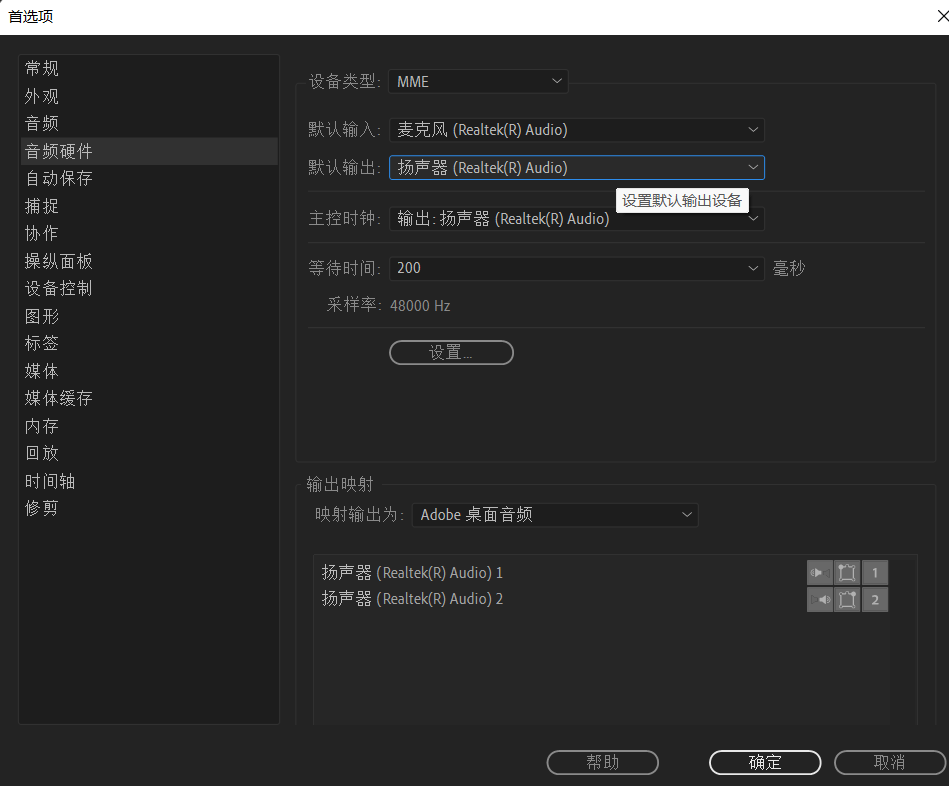 首选项
常规
外观
音频
音频硬件
自动保存
捕捉
协作
操纵面板
设备控制
图形
标签
媒体
媒体缓存
内存
回放
时间轴
修剪
设备类型: MME
默认输入: 麦克风 (Realtek(R) Audio)
默认输出: 扬声器 (Realtek(R) Audio)
设置默认输出设备
主控时钟: 输出: 扬声器 (Realtek(R) Audio)
等待时间: 200 毫秒
采样率: 48000 Hz
设置...
输出映射
映射输出为: Adobe 桌面音频
扬声器 (Realtek(R) Audio) 1 1
扬声器 (Realtek(R) Audio) 2 2
帮助 确定 取消